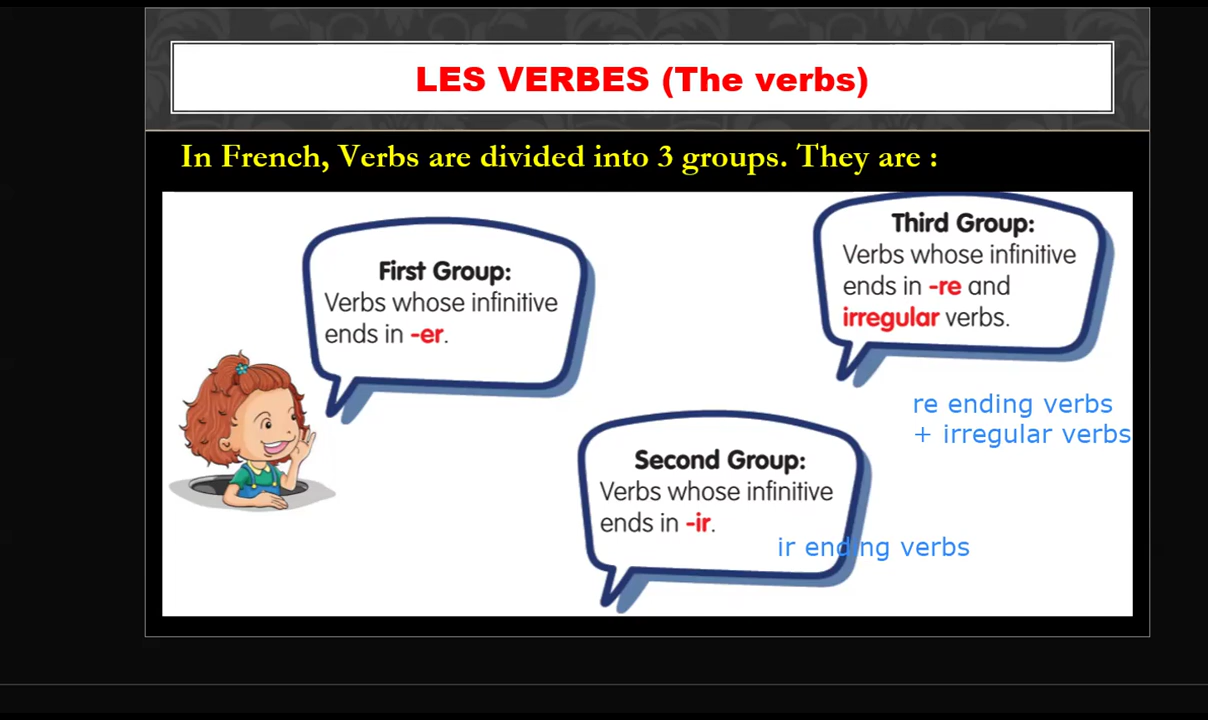 LES VERBES (The verbs)
In French, Verbs are divided into 3 groups. They are :
First Group:
Verbs whose infinitive
ends in -er.
Second Group:
Verbs whose infinitive
ends in -ir.
ir ending verbs
Third Group:
Verbs whose infinitive
ends in -re and
irregular verbs.
re ending verbs
+ irregular verbs